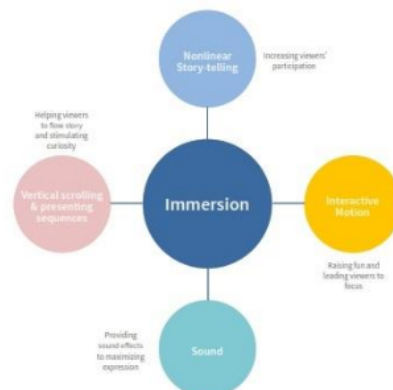 Nonlinear
Story-telling
Increasing viewers'
participation
Helping viewers
to flow story
and stimulating
curiosity
Vertical scrolling
& presenting
sequences
Immersion
Interactive
Motion
Raising fun and
leading viewers to
focus
Providing
sound effects
to maximizing
expression
Sound